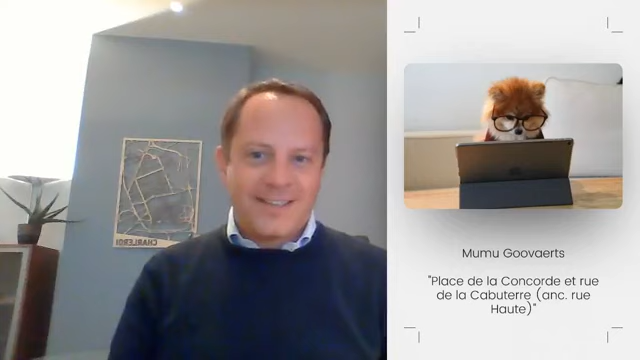 CHARLEROI
Mumu Goovaerts
"Place de la Concorde et rue
de la Cabuterre (anc. rue
Haute)"